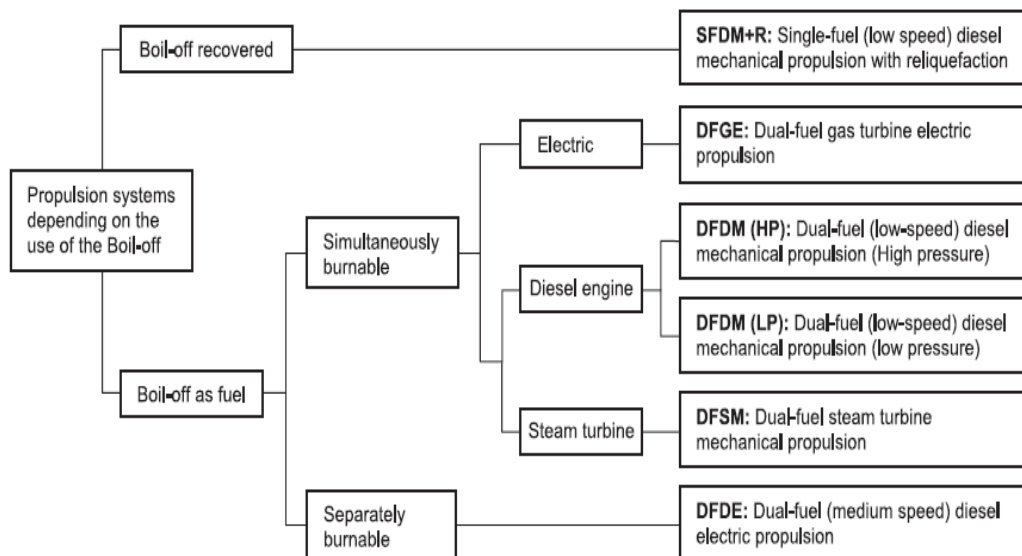 Boil-off recovered
SFDM+R: Single-fuel (low speed) diesel
mechanical propulsion with reliquefaction
Electric
DFGE: Dual-fuel gas turbine electric
propulsion
Propulsion systems
depending on the
use of the Boil-off
Simultaneously
burnable
Diesel engine
DFDM (HP): Dual-fuel (low-speed) diesel
mechanical propulsion (High pressure)
DFDM (LP): Dual-fuel (low-speed) diesel
mechanical propulsion (low pressure)
Boil-off as fuel
Steam turbine
DFSM: Dual-fuel steam turbine
mechanical propulsion
Separately
burnable
DFDE: Dual-fuel (medium speed) diesel
electric propulsion